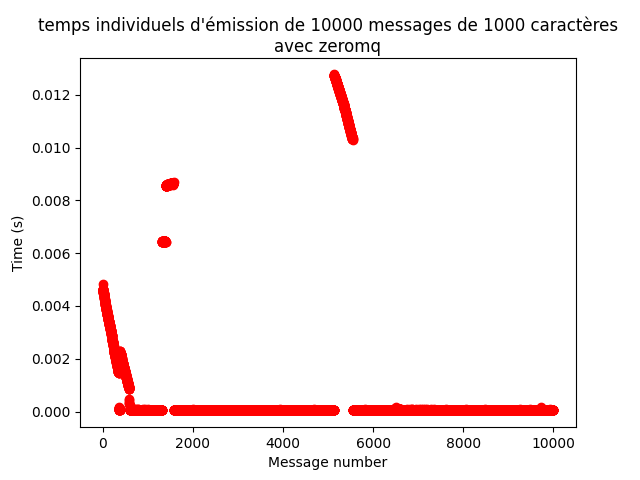 temps individuels d'émission de 10000 messages de 1000 caractères
avec zeromq
0.012
0.010
0.008
0.006
0.004
0.002
0.000
Time (s)
0 2000 4000 6000 8000 10000
Message number